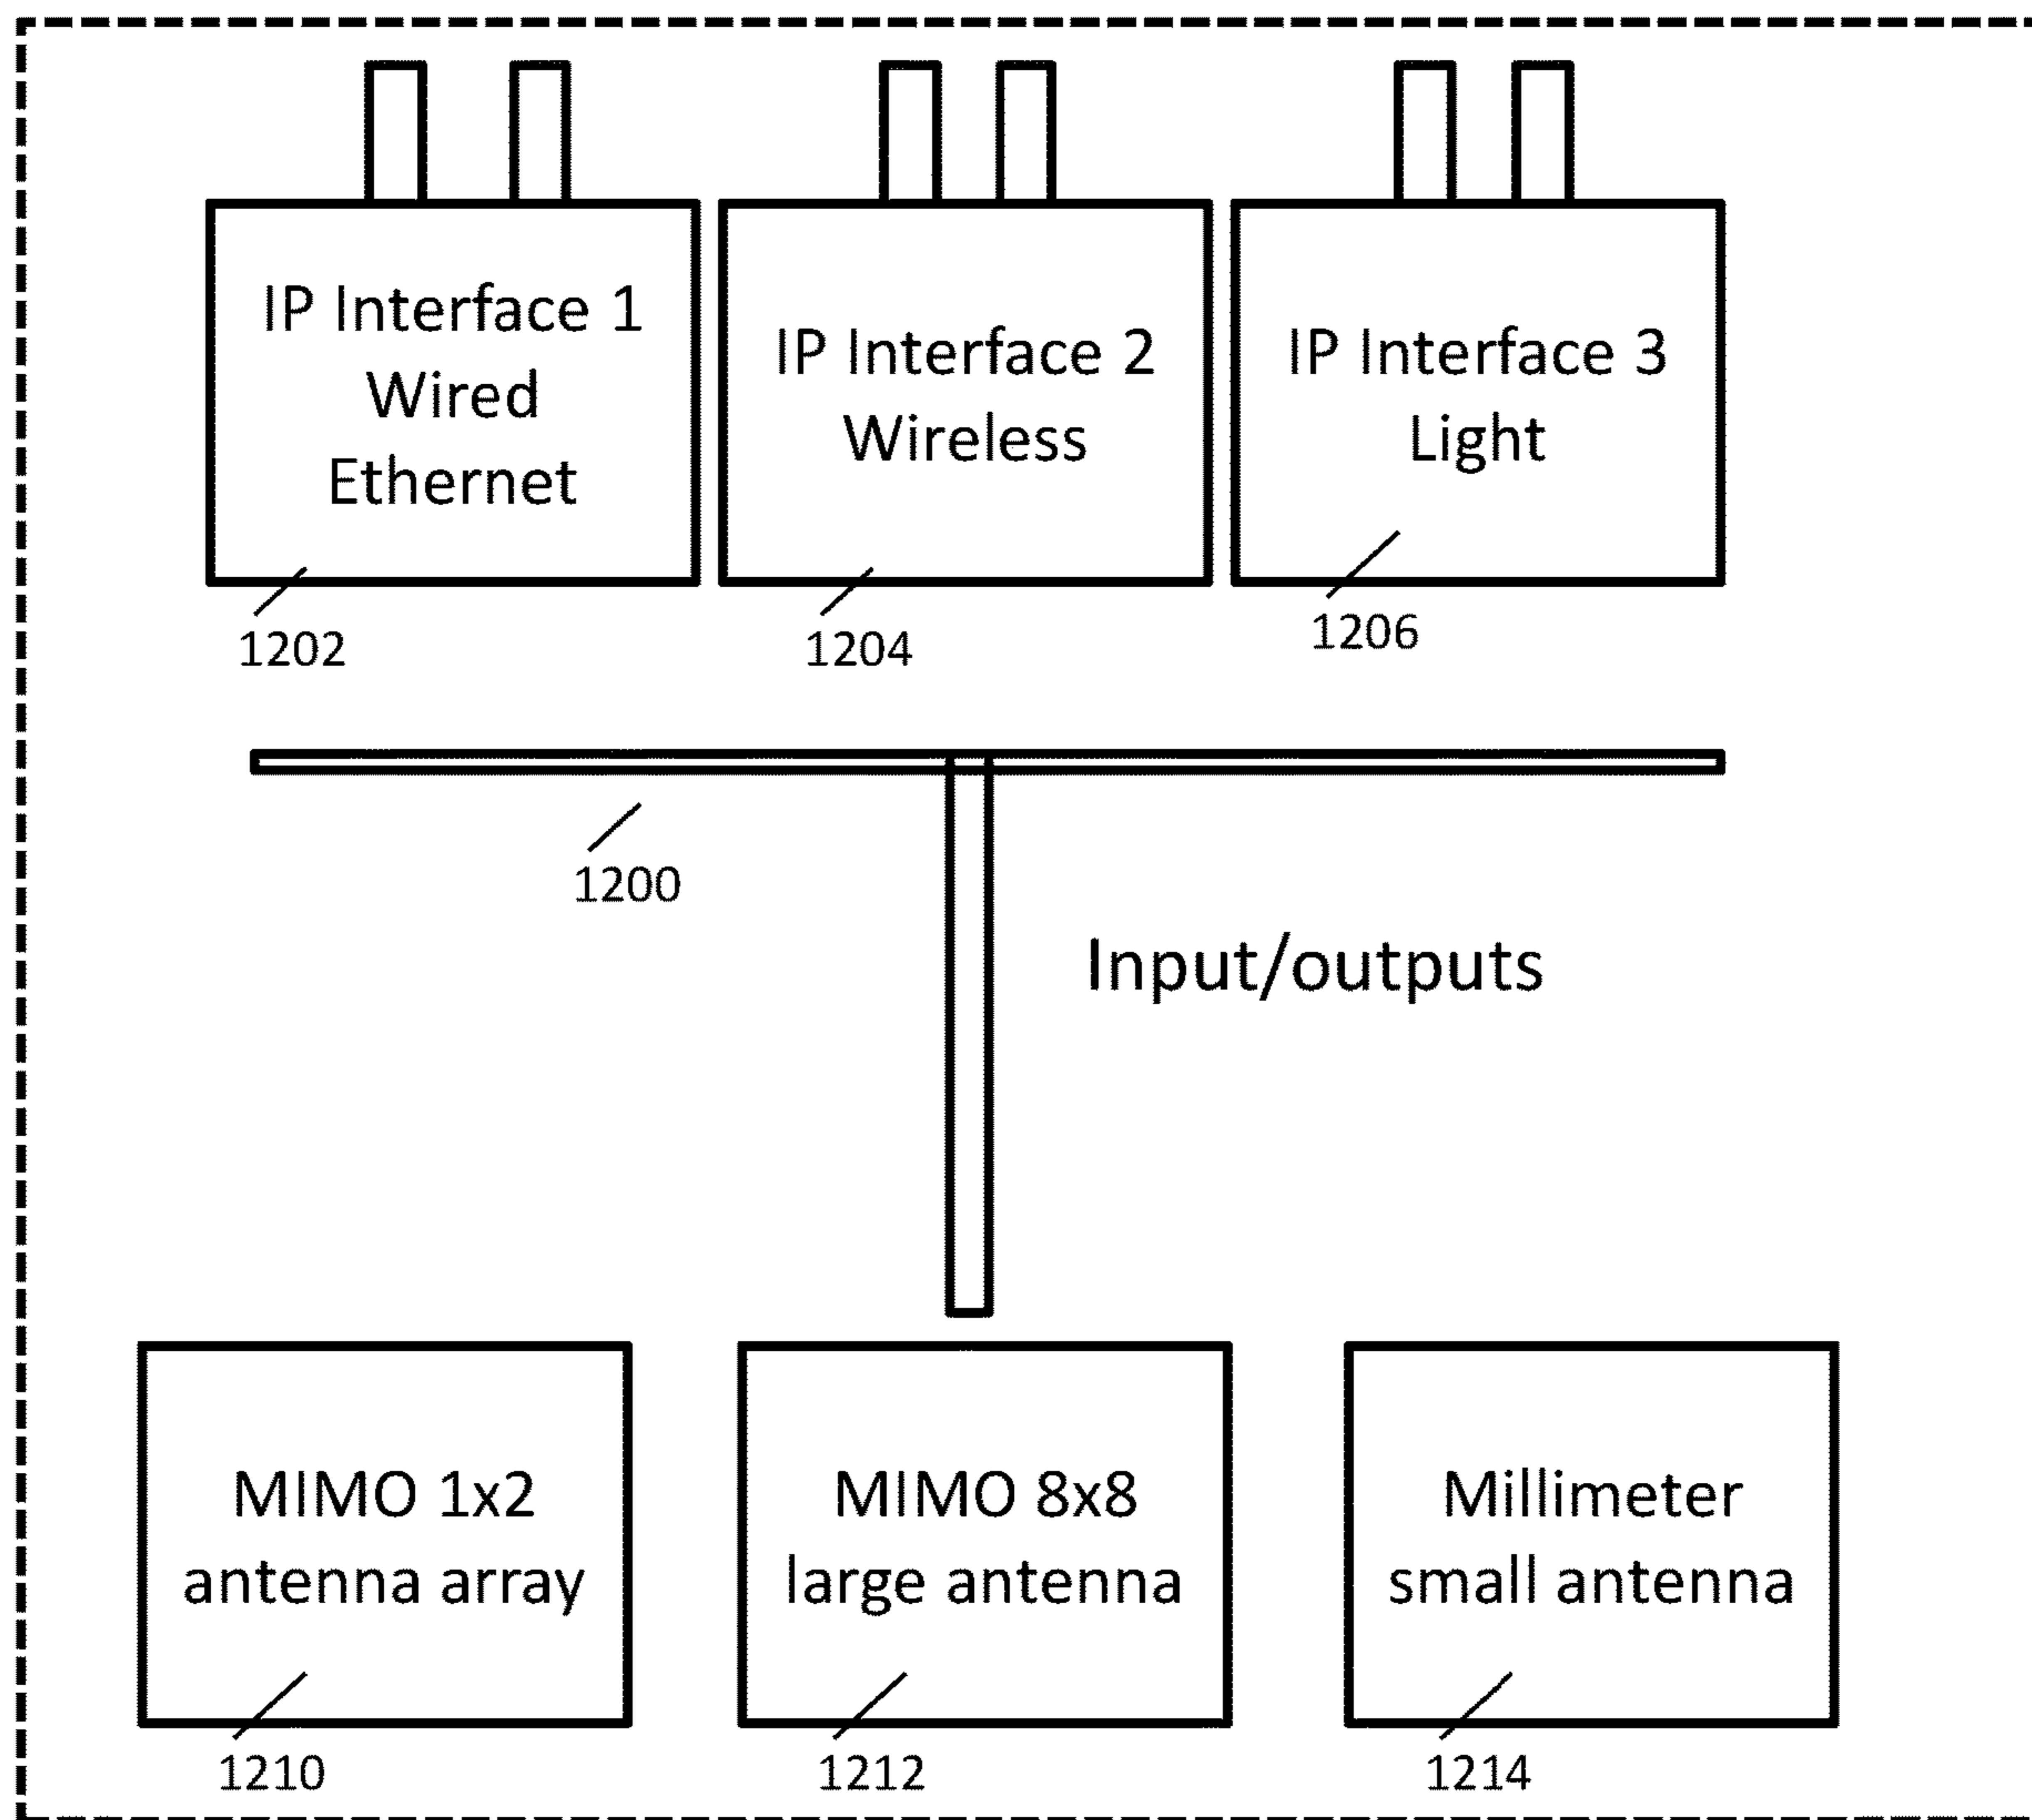 IP Interface 1
Wired
Ethernet
IP Interface 2
Wireless
IP Interface 3
Light
1202
1204
1206
1200
Input/outputs
MIMO 1x2
antenna array
MIMO 8x8
large antenna
Millimeter
small antenna
1210
1212
1214